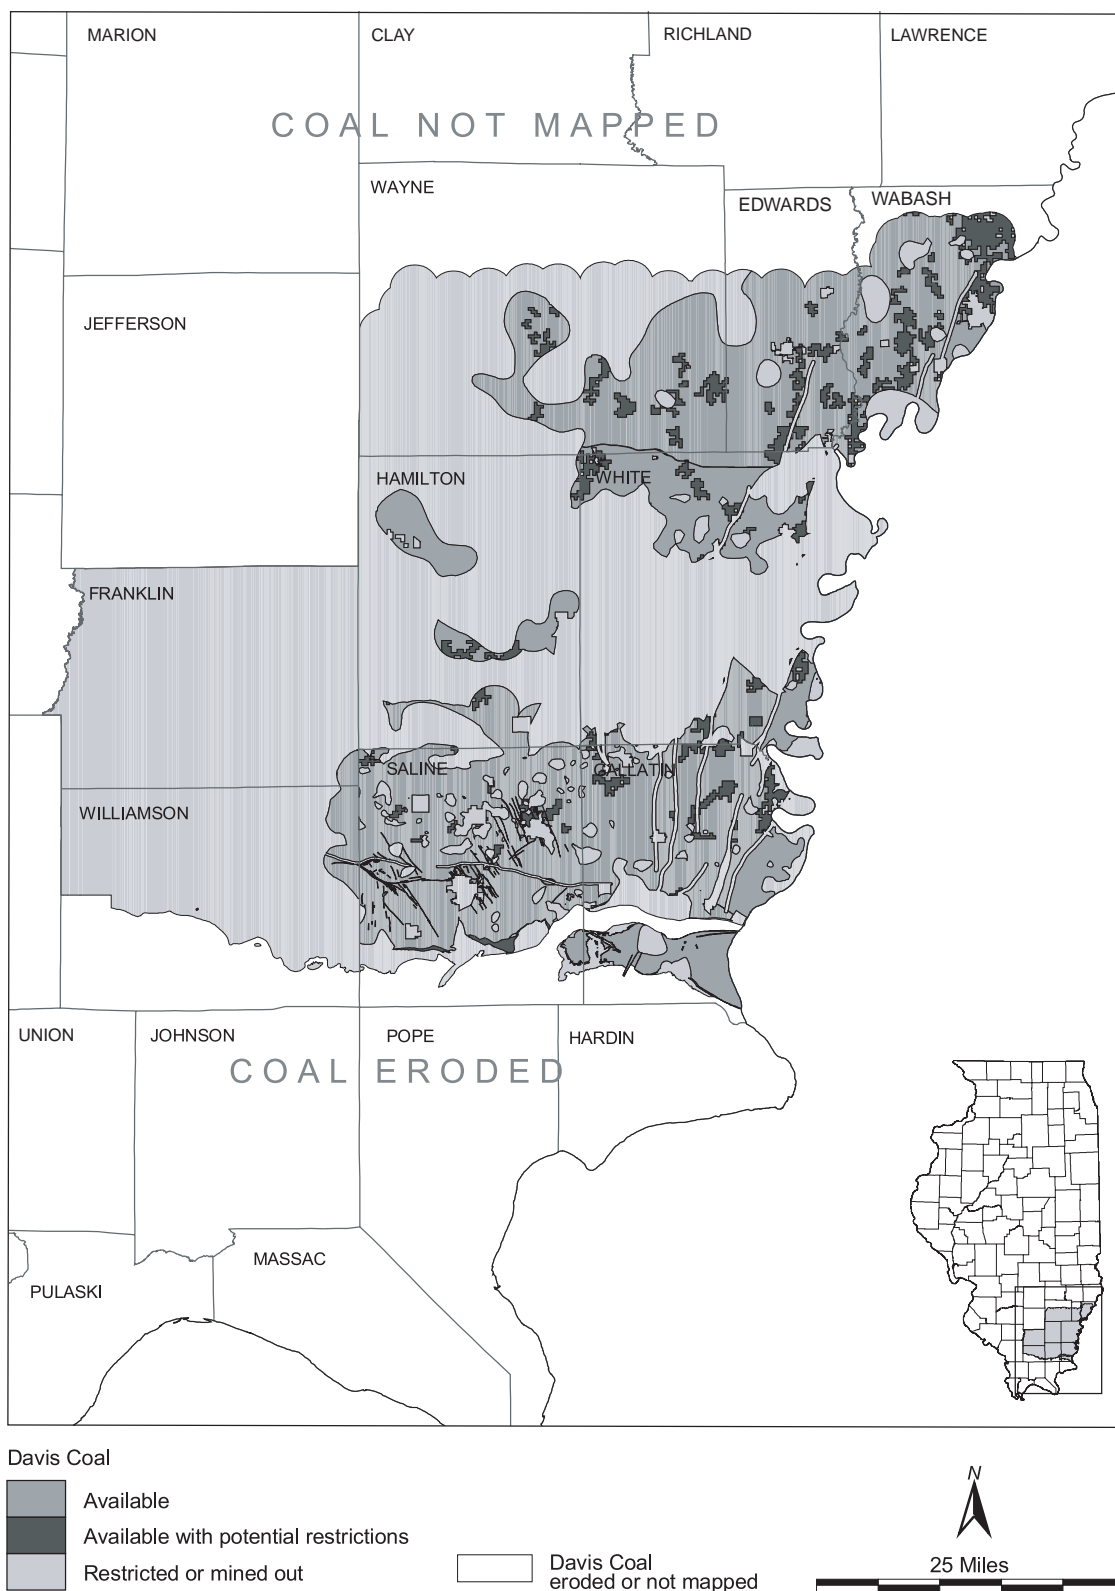 MARION
CLAY
RICHLAND
LAWRENCE
COAL NOT MAPPED
WAYNE
EDWARDS
WABASH
JEFFERSON
HAMILTON
WHITE
FRANKLIN
SALINE
GALLATIN
WILLIAMSON
UNION
JOHNSON
POPE
HARDIN
COAL ERODED
MASSAC
PULASKI
Davis Coal
Available
Available with potential restrictions
Restricted or mined out
Davis Coal
eroded or not mapped
N
25 Miles